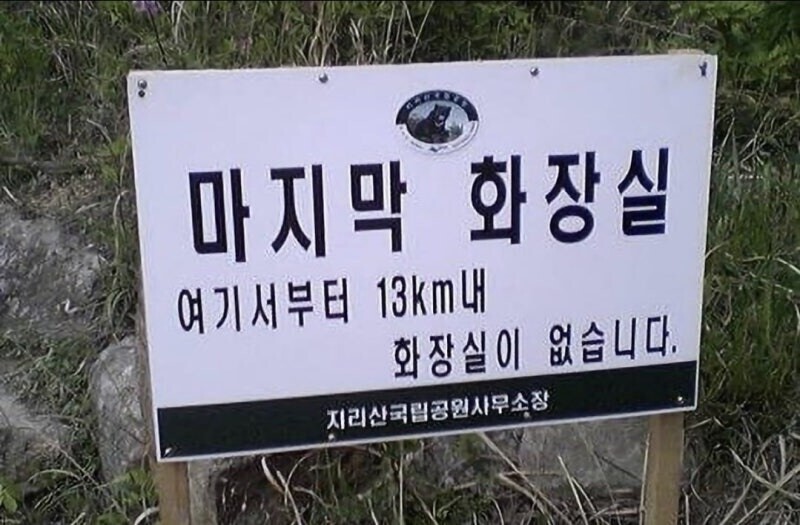 마지막 화장실
여기서부터 13km내
화장실이 없습니다.
지리산국립공원사무소장